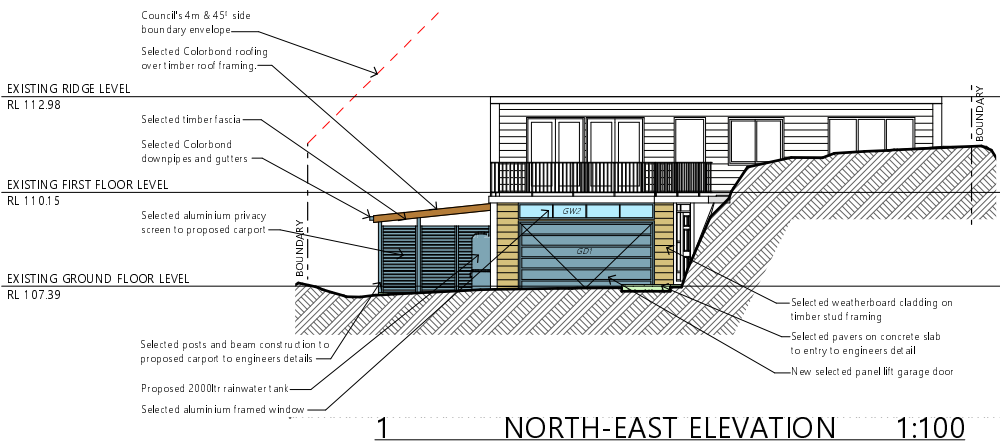 Council's 4m & 45° side
boundary envelope
Selected Colorbond roofing
over timber roof framing.
EXISTING RIDGE LEVEL
RL 112.98
BOUNDARY
Selected timber fascia
Selected Colorbond
downpipes and gutters
EXISTING FIRST FLOOR LEVEL
RL 110.15
Selected aluminium privacy
screen to proposed carport
GW2
BOUNDARY
GD1
EXISTING GROUND FLOOR LEVEL
RL 107.39
Selected weatherboard cladding on
timber stud framing
Selected posts and beam construction to
proposed carport to engineers details
Selected pavers on concrete slab
to entry to engineers detail
New selected panel lift garage door
Proposed 2000ltr rainwater tank
Selected aluminium framed window
1 NORTH-EAST ELEVATION 1:100